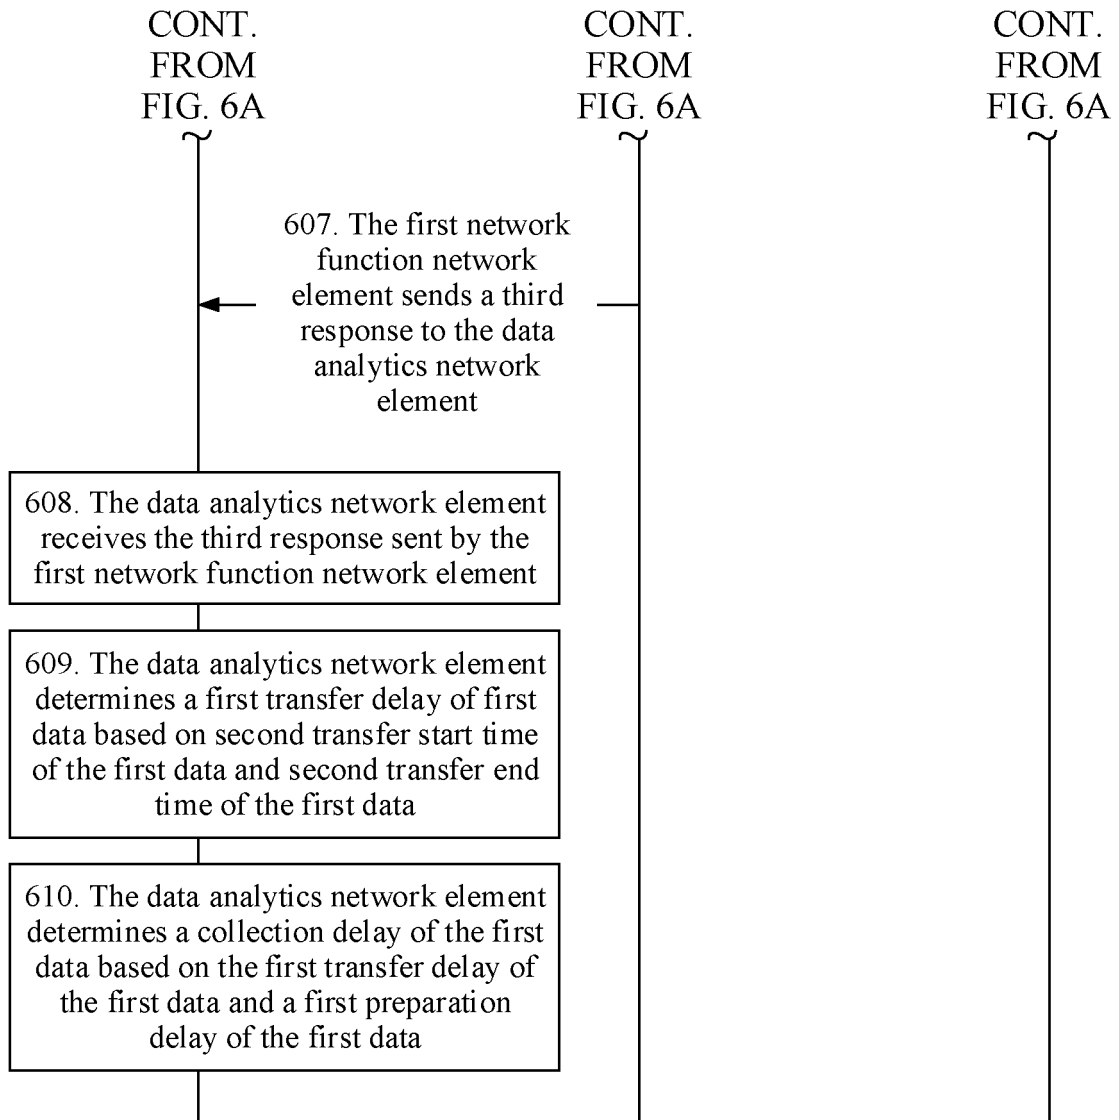 CONT.
FROM
FIG. 6A
CONT.
FROM
FIG. 6A
CONT.
FROM
FIG. 6A
607. The first network
function network
element sends a third
response to the data
analytics network
element
608. The data analytics network element
receives the third response sent by the
first network function network element
609. The data analytics network element
determines a first transfer delay of first
data based on second transfer start time
of the first data and second transfer end
time of the first data
610. The data analytics network element
determines a collection delay of the first
data based on the first transfer delay of
the first data and a first preparation
delay of the first data